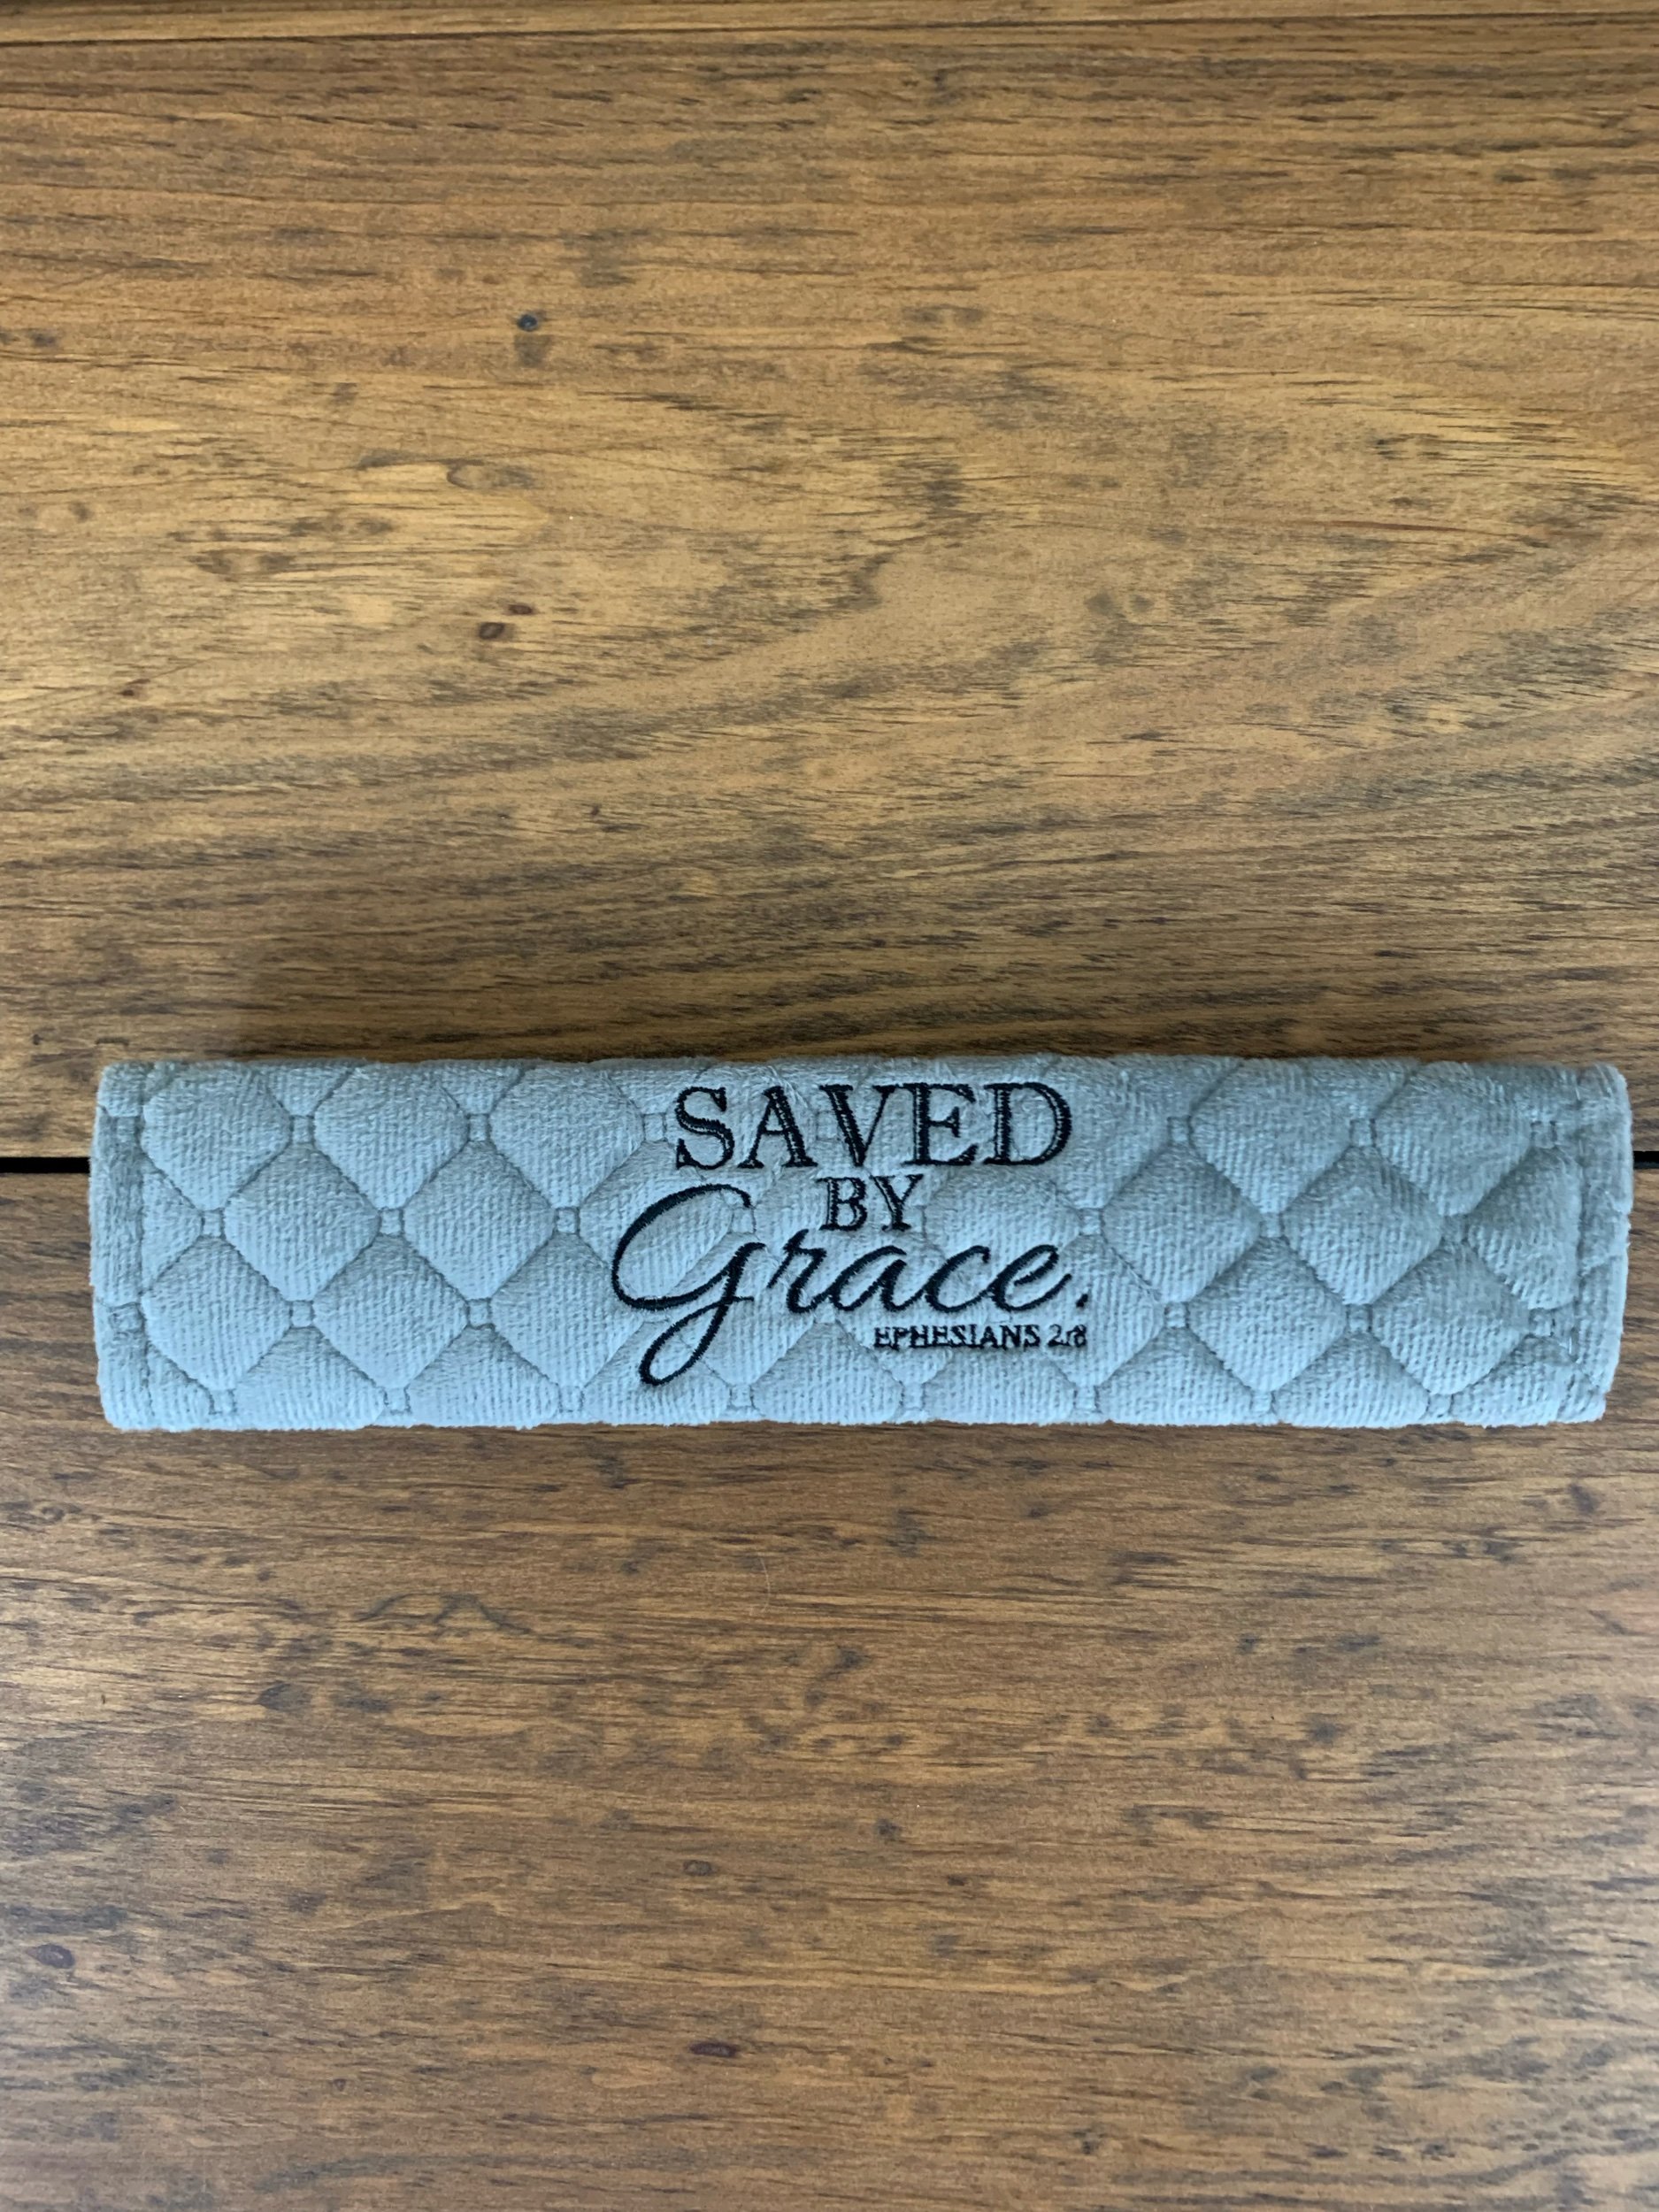 SAVED
BY
Grace.
EPHESIANS 2:8